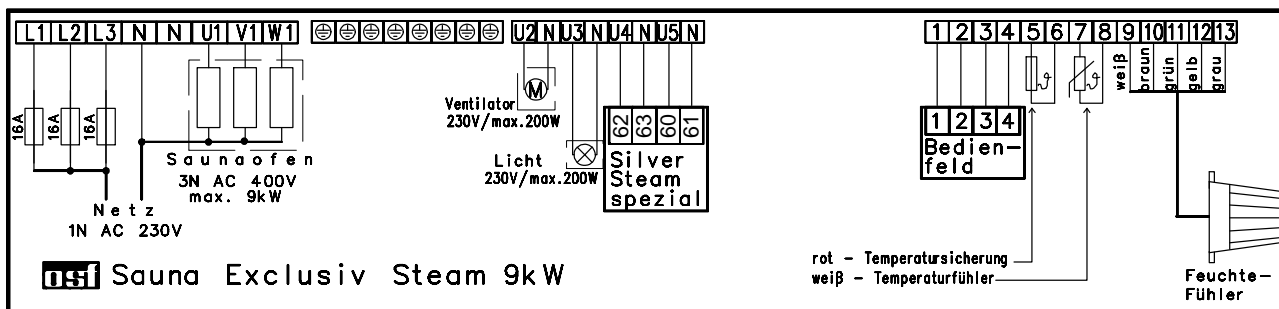 L1 L2 L3 N N U1 V1 W1 U2 N U3 N U4 N U5 N 1 2 3 4 5 6 7 8 9 10 11 12 13
16A 16A 16A
Saunaofen
3N AC 400V
max. 9kW
Netz
1N AC 230V
M
Ventilator
230V/max.200W
Licht
230V/max.200W
62 63 60 61
Silver
Steam
spezial
1 2 3 4
Bedien-
feld
ϑ
ϑ
weiß
braun
grün
gelb
grau
rot - Temperatursicherung
weiß - Temperaturfühler
Feuchte-
Fühler
osf Sauna Exclusiv Steam 9kW